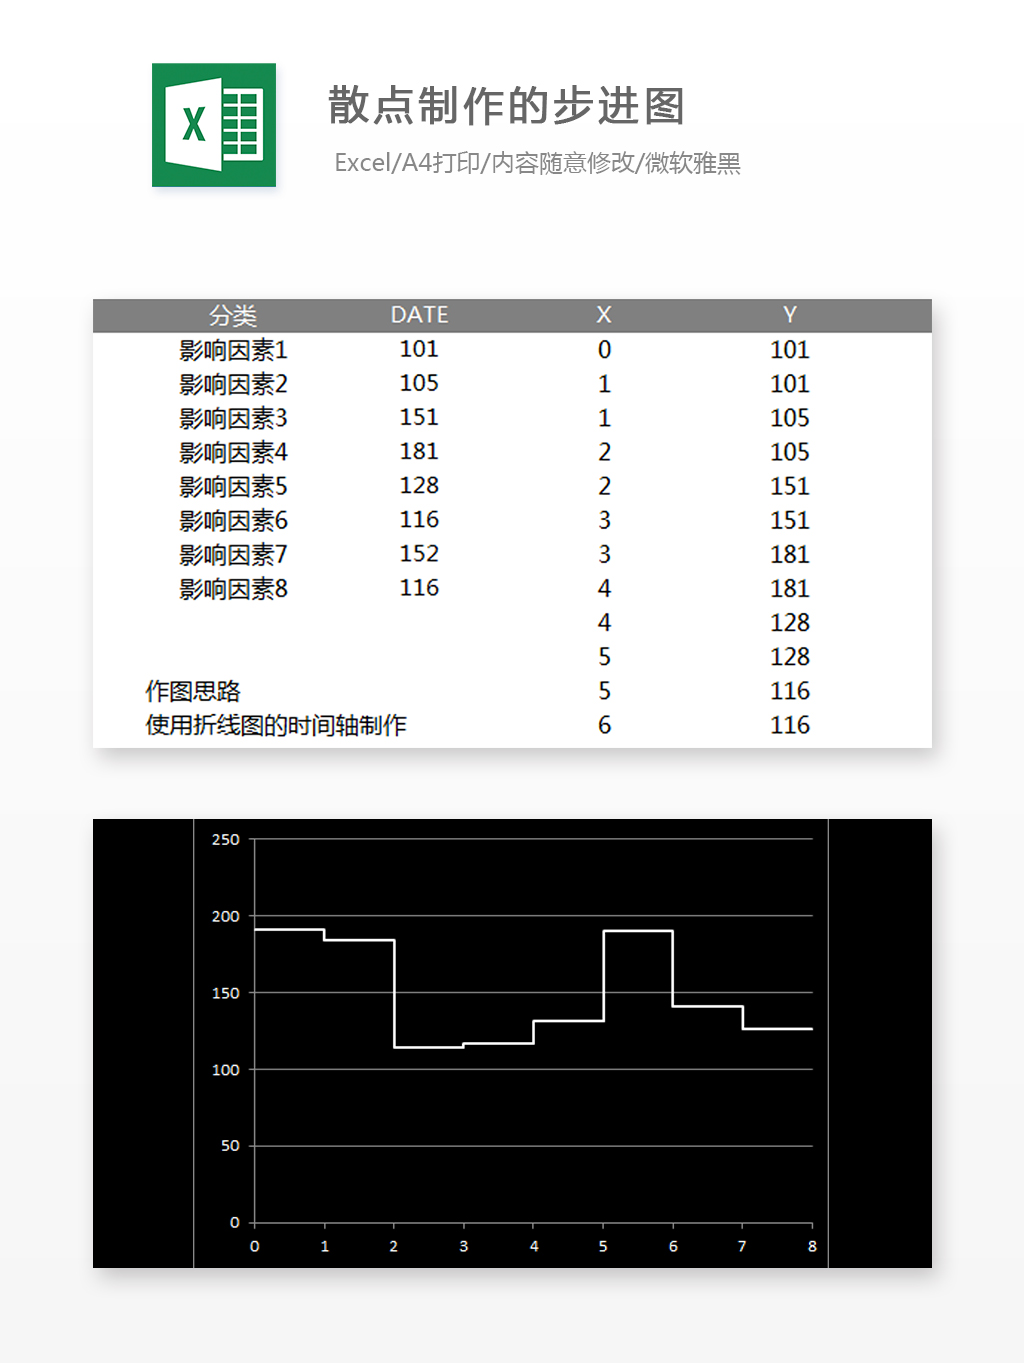 X
散点制作的步进图
Excel/A4打印/内容随意修改/微软雅黑
分类 DATE X Y
影响因素1 101 0 101
影响因素2 105 1 101
影响因素3 151 1 105
影响因素4 181 2 105
影响因素5 128 2 151
影响因素6 116 3 151
影响因素7 152 3 181
影响因素8 116 4 181
4 128
5 128
作图思路 5 116
使用折线图的时间轴制作 6 116
250
200
150
100
50
0
0 1 2 3 4 5 6 7 8